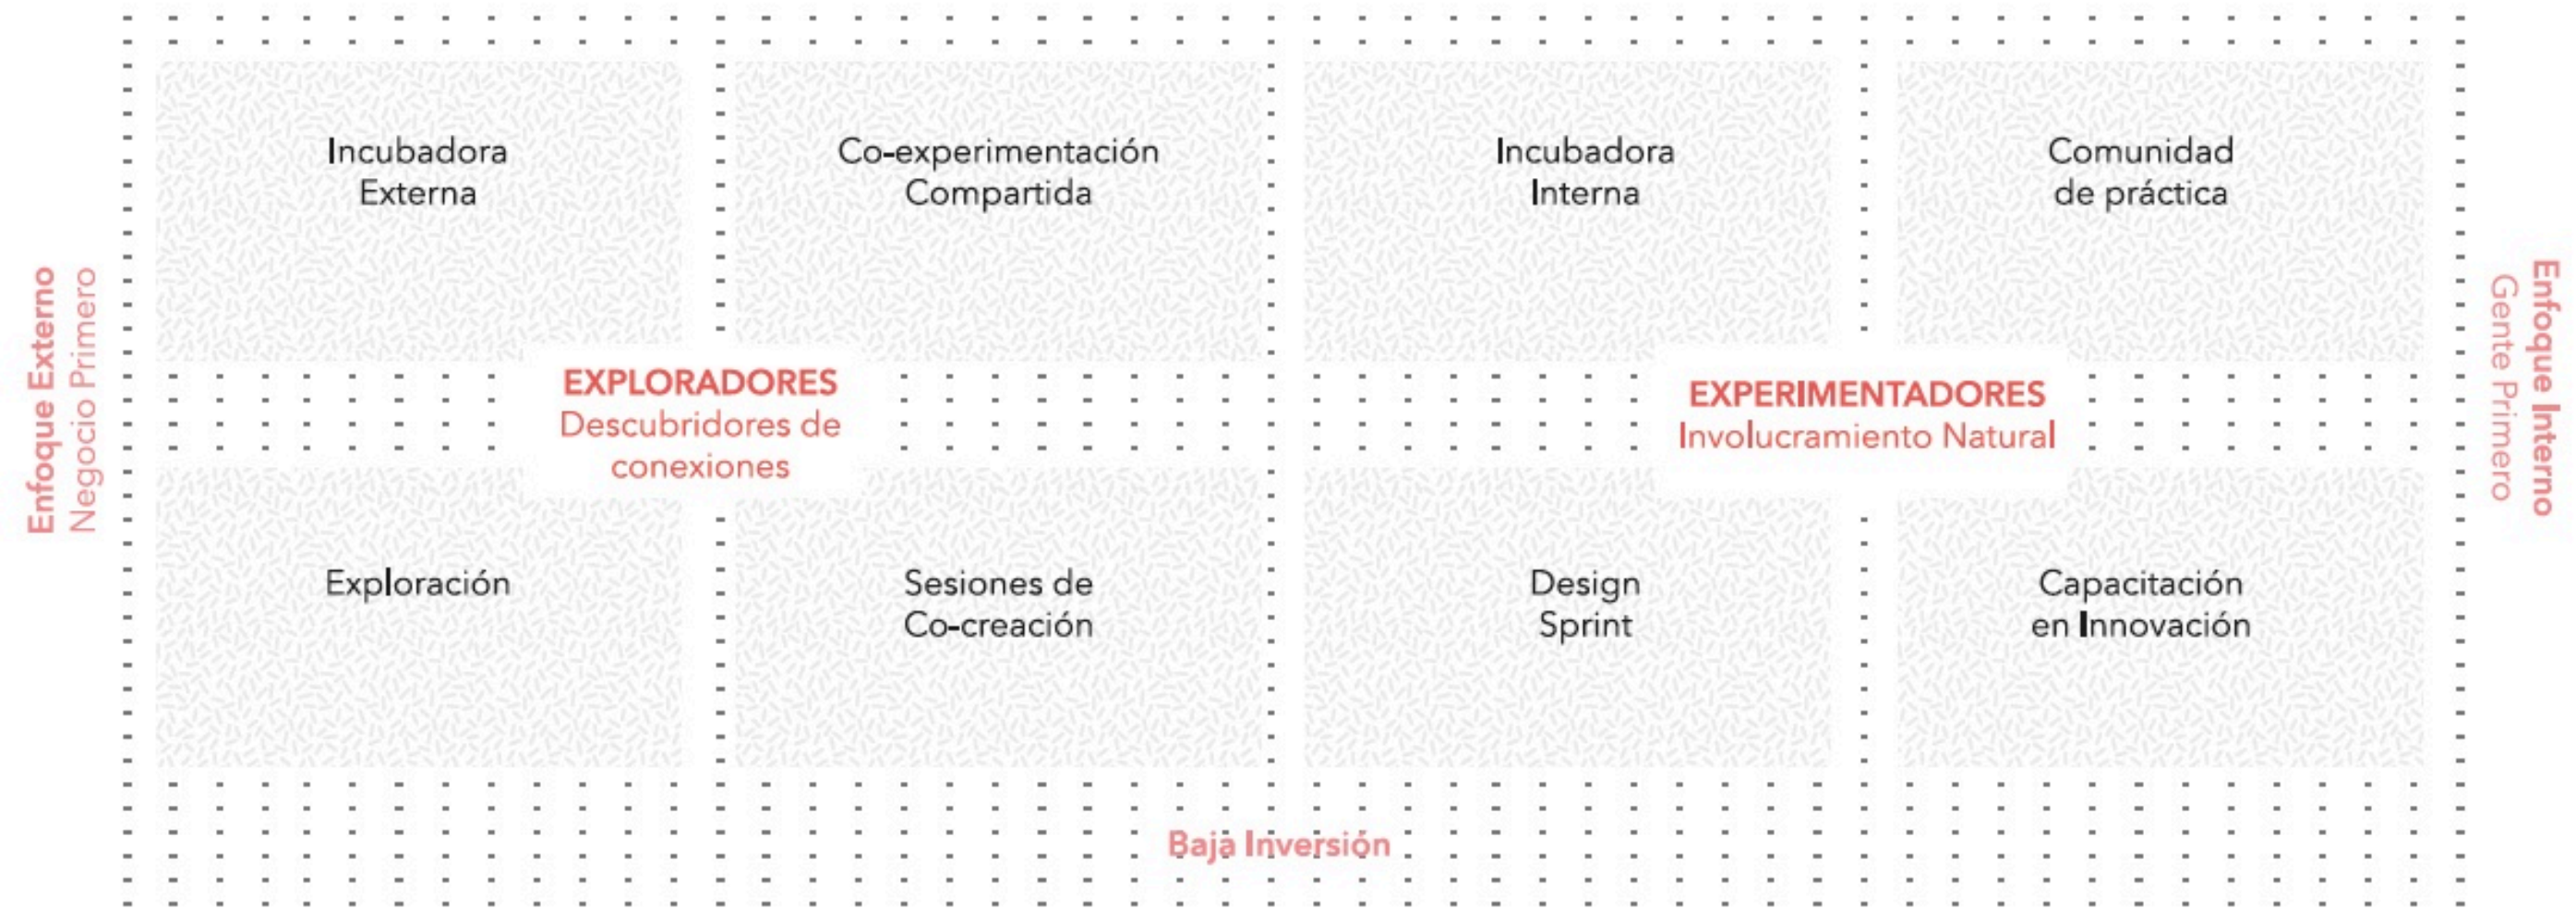 Incubadora
Externa
Co-experimentación
Compartida
Incubadora
Interna
Comunidad
de práctica
Enfoque Externo
Negocio Primero
EXPLORADORES
Descubridores de
conexiones
EXPERIMENTADORES
Involucramiento Natural
Enfoque Interno
Gente Primero
Exploración
Sesiones de
Co-creación
Design
Sprint
Capacitación
en Innovación
Baja Inversión